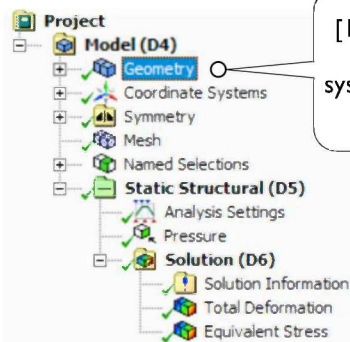 Project
Model (D4)
Geometry
Coordinate Systems
Symmetry
Mesh
Named Selections
Static Structural (D5)
Analysis Settings
Pressure
Solution (D6)
Solution Information
Total Deformation
Equivalent Stress
[
sys